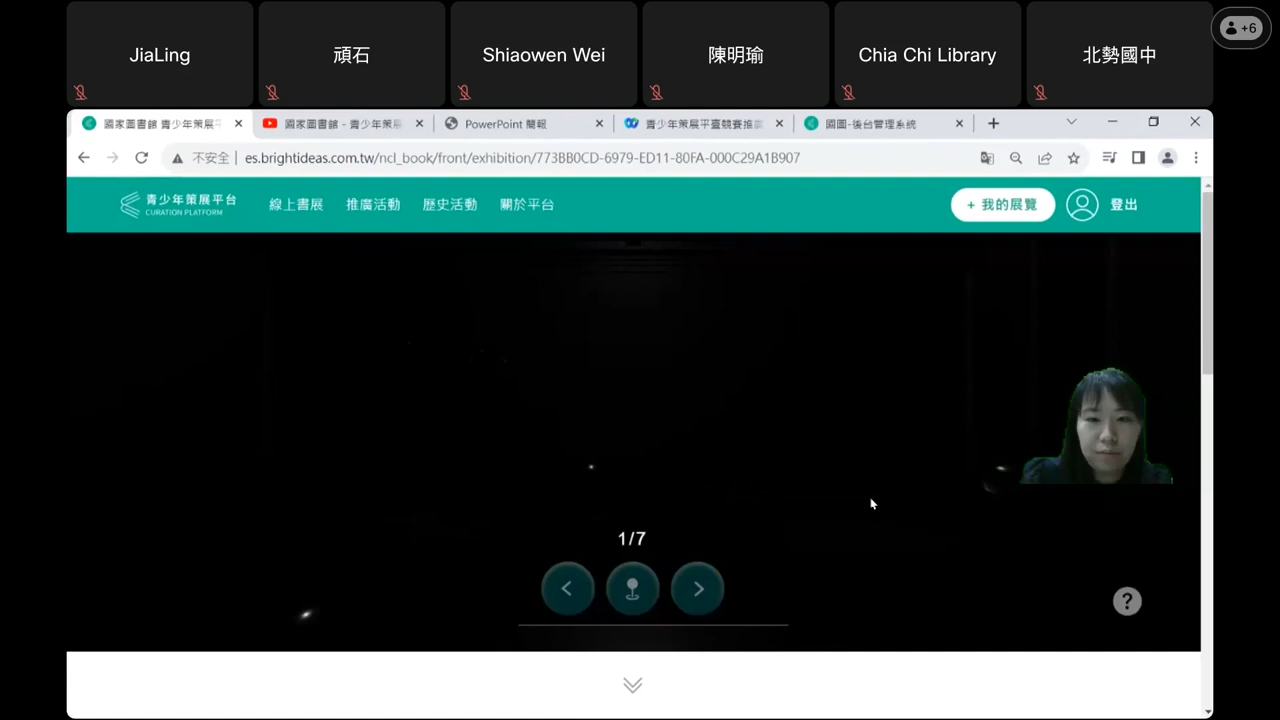 JiaLing
頑石
Shiaowen Wei
陳明瑜
Chia Chi Library
北勢國中
+6
國家圖書館 青少年策展平
國家圖書館 - 青少年策展
PowerPoint 簡報
青少年策展平臺競賽推廣
國圖-後台管理系統
不安全
es.brightideas.com.tw/ncl_book/front/exhibition/773BB0CD-6979-ED11-80FA-000C29A1B907
青少年策展平台
CURATION PLATFORM
線上書展
推廣活動
歷史活動
關於平台
+ 我的展覽
登出
1/7
?